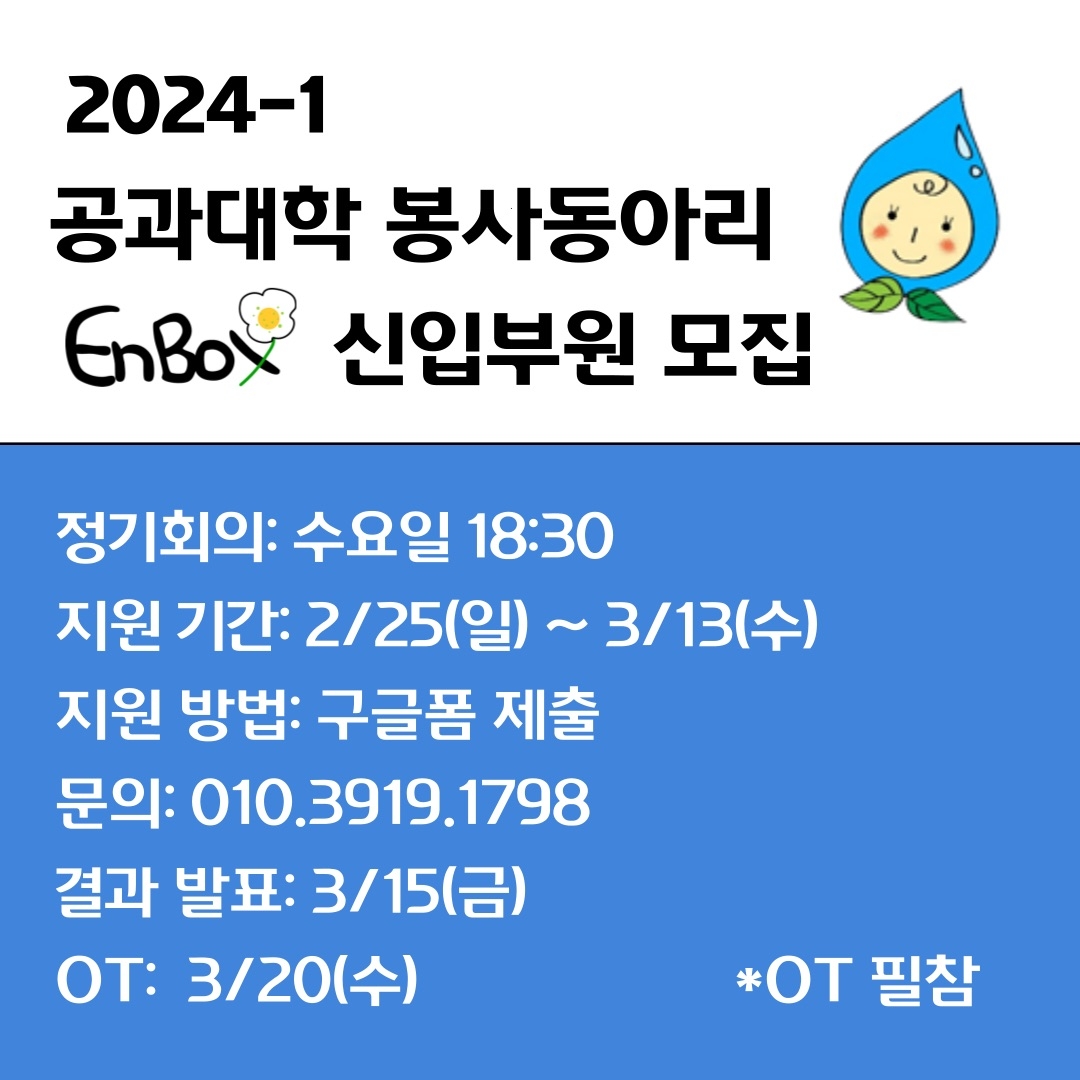 2024-1
공과대학 봉사동아리
EnBox 신입부원 모집
정기회의: 수요일 18:30
지원 기간: 2/25(일) ~ 3/13(수)
지원 방법: 구글폼 제출
문의: 010.3919.1798
결과 발표: 3/15(금)
OT: 3/20(수) *OT 필참